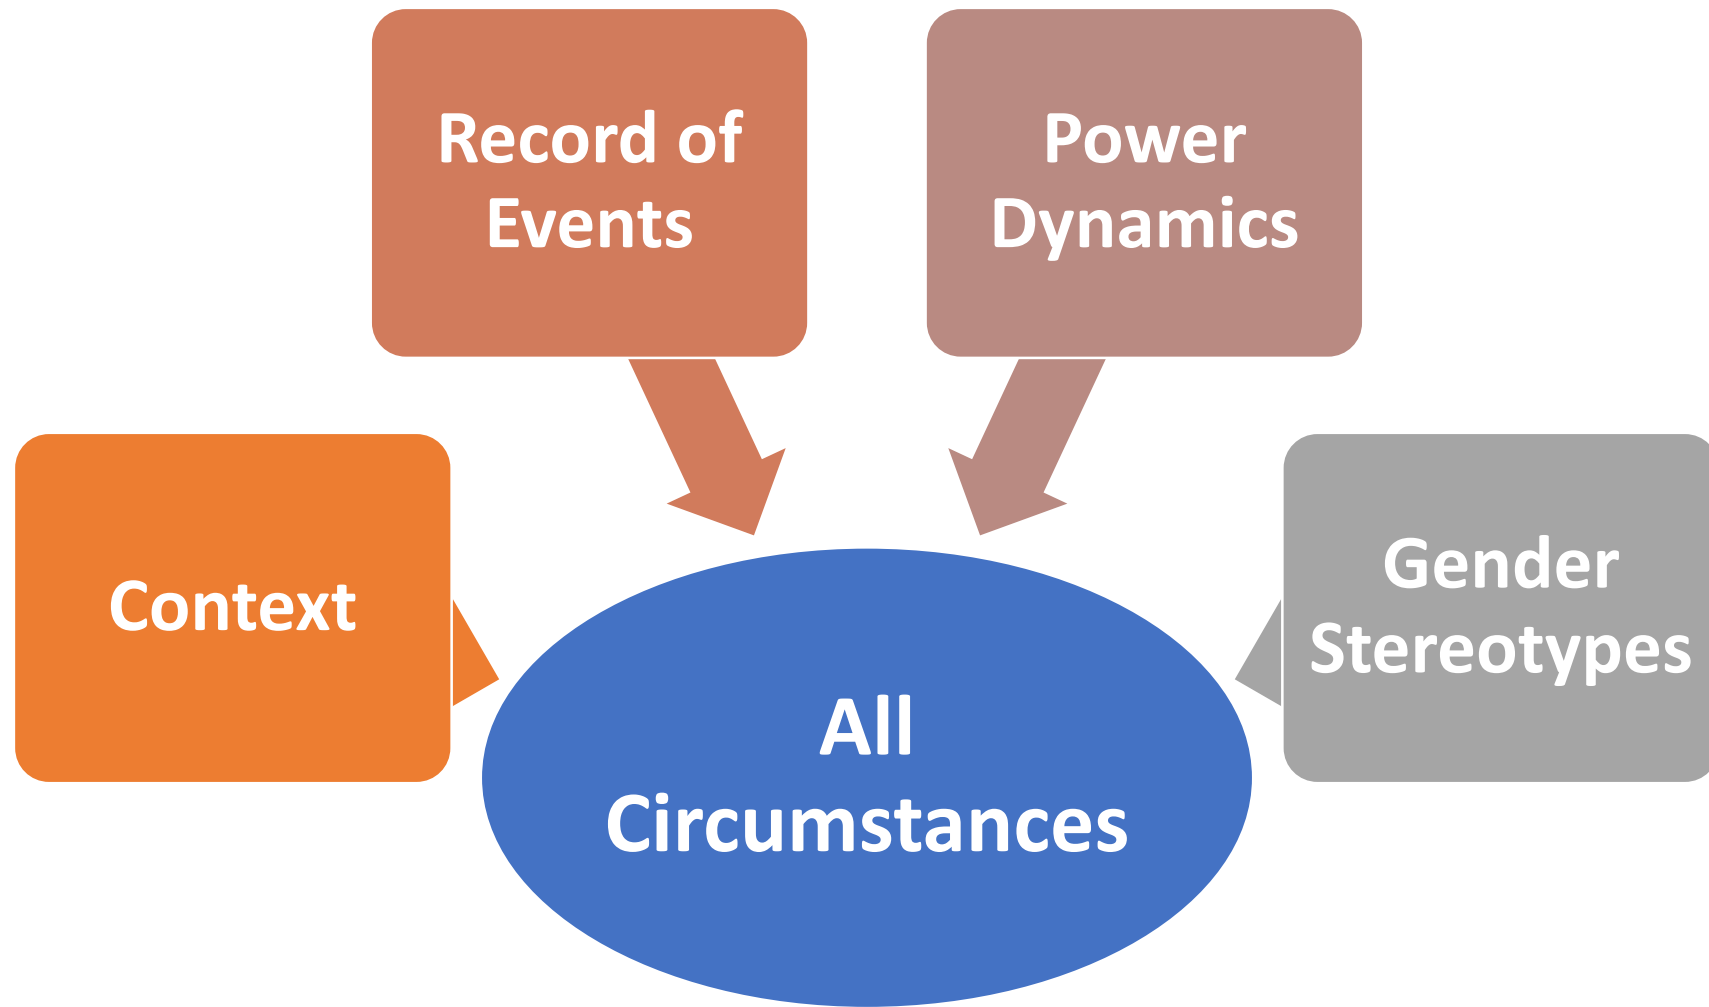 Record of
Events
Power
Dynamics
Context
Gender
Stereotypes
All
Circumstances